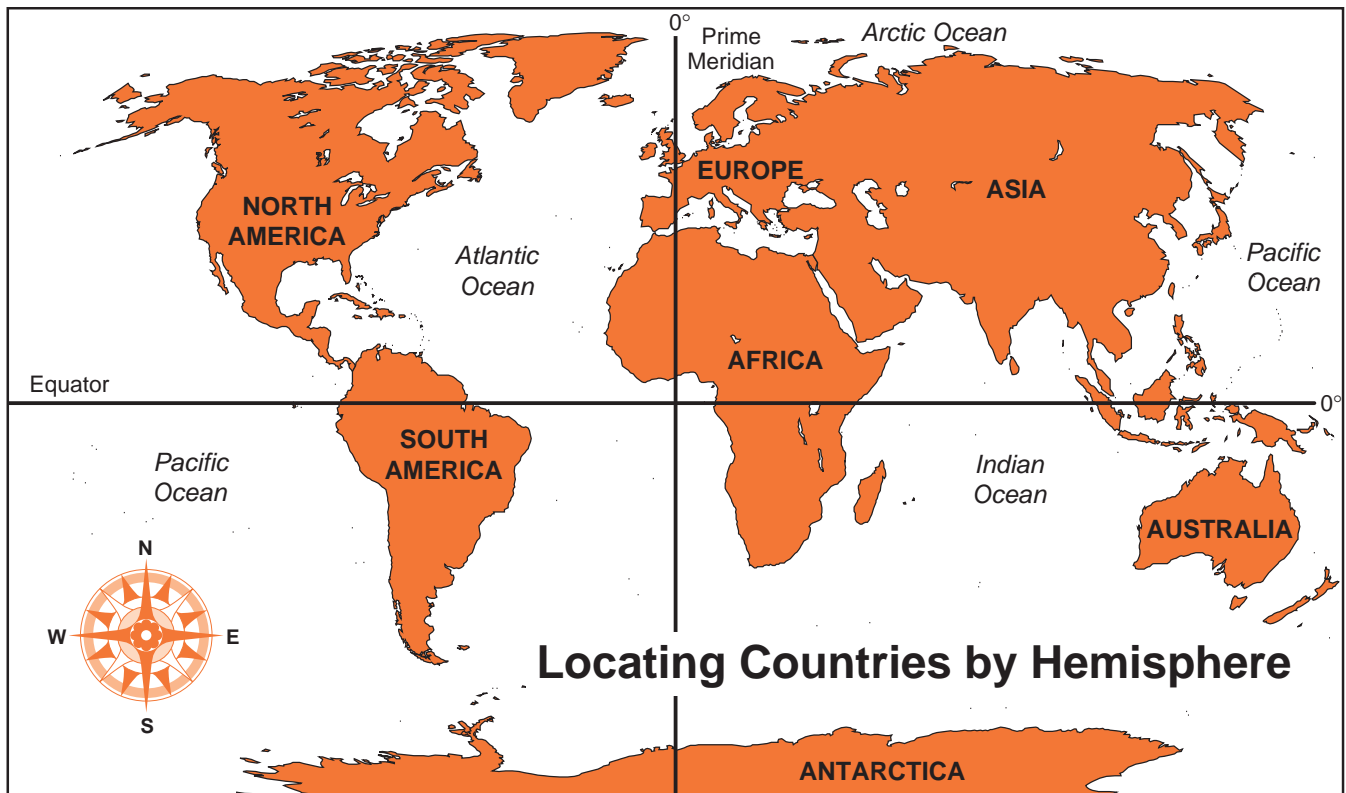 0°
Prime
Meridian
Arctic Ocean
EUROPE
ASIA
NORTH
AMERICA
Atlantic
Ocean
Pacific
Ocean
AFRICA
Equator
0°
SOUTH
AMERICA
Pacific
Ocean
Indian
Ocean
AUSTRALIA
N
W
E
S
Locating Countries by Hemisphere
ANTARCTICA